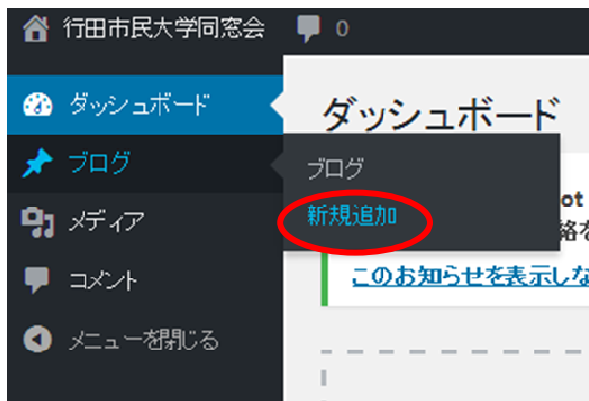 行田市民大学同窓会 0
ダッシュボード
ブログ
メディア
コメント
メニューを閉じる
ダッシュボード
ブログ
新規追加
ot
絡を
このお知らせを表示しな